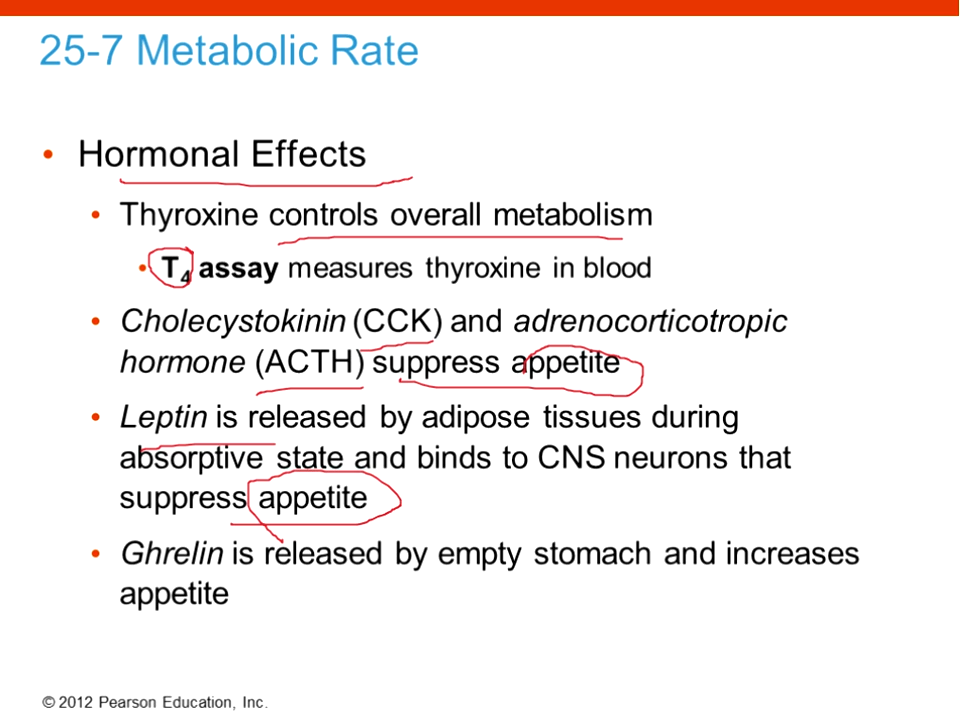 25-7 Metabolic Rate
• Hormonal Effects
• Thyroxine controls overall metabolism
• T₄ assay measures thyroxine in blood
• Cholecystokinin (CCK) and adrenocorticotropic
hormone (ACTH) suppress appetite
• Leptin is released by adipose tissues during
absorptive state and binds to CNS neurons that
suppress appetite
• Ghrelin is released by empty stomach and increases
appetite
© 2012 Pearson Education, Inc.